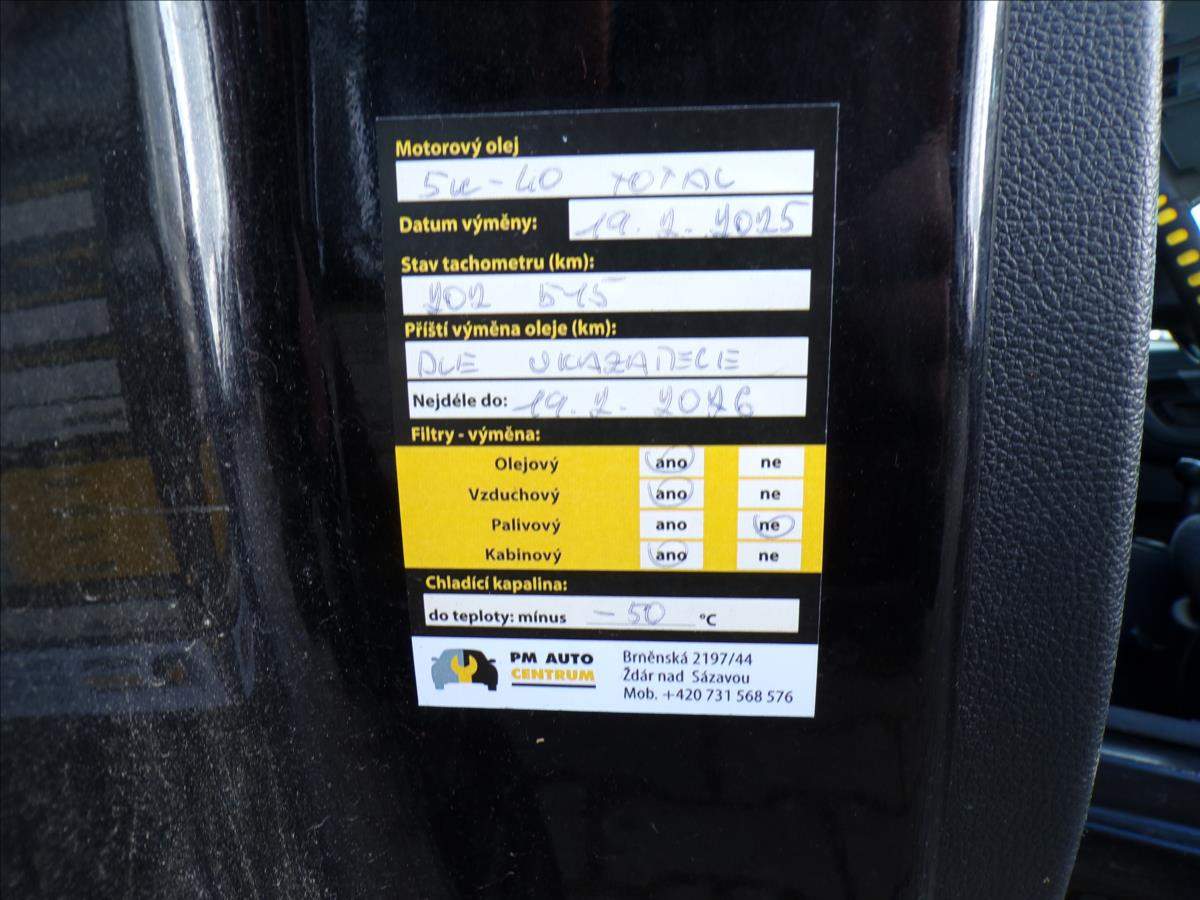 Motorový olej
5W-40 TOTAL
Datum výměny: 19. 2. 2025
Stav tachometru (km):
202 545
Příští výměna oleje (km):
DLE UKAZATELE
Nejdéle do: 19. 2. 2026
Filtry - výměna:
Olejový ano ne
Vzduchový ano ne
Palivový ano ne
Kabinový ano ne
Chladící kapalina:
do teploty: mínus -50 °C
PM AUTO CENTRUM
Brněnská 2197/44
Ždár nad Sázavou
Mob. +420 731 568 576